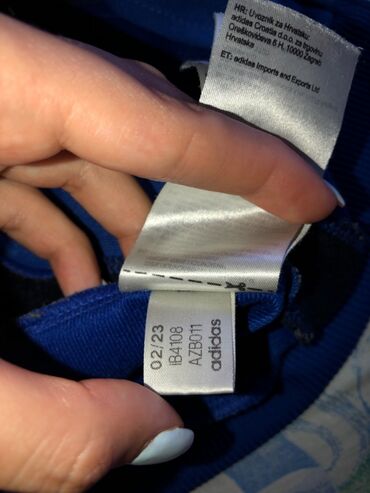 HR: Uvoznik za Hrvatsku:
adidas Croatia d.o.o. za trgovinu
Oreškovićeva 6 H, 10000 Zagreb
Hrvatska
ET: adidas Imports and Exports Ltd
02/23
IB4108
AZB011
adidas